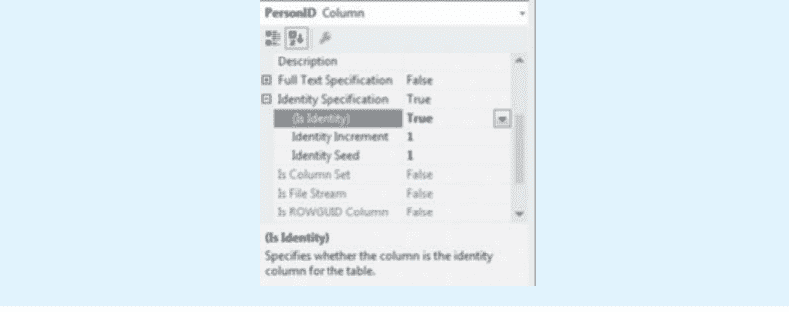 PersonID Column
Description
Full Text Specification False
Identity Specification True
(Is Identity) True
Identity Increment 1
Identity Seed 1
Is Column Set False
Is File Stream False
Is ROWGUID Column False
(Is Identity)
Specifies whether the column is the identity
column for the table.